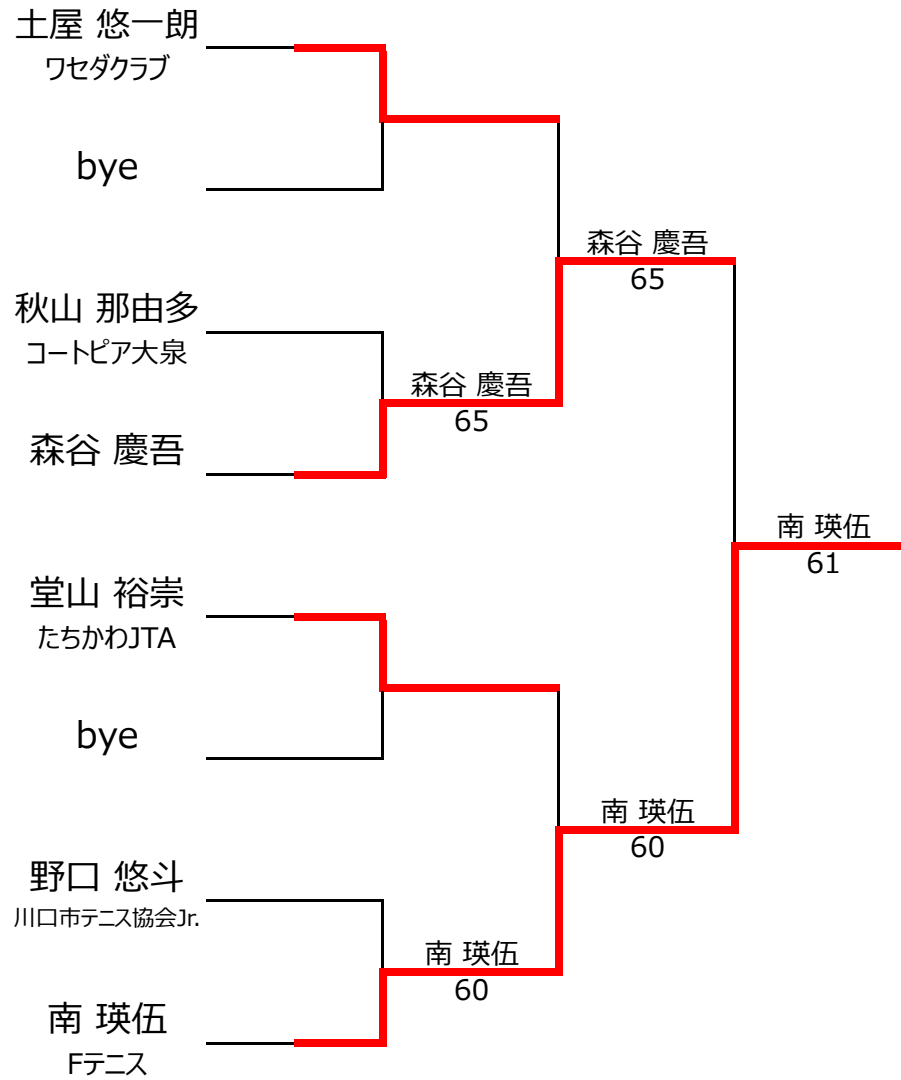 土屋 悠一朗
ワセダクラブ
bye
秋山 那由多
コートピア大泉
森谷 慶吾
堂山 裕崇
たちかわJTA
bye
野口 悠斗
川口市テニス協会Jr.
南 瑛伍
Fテニス
森谷 慶吾
65
南 瑛伍
60
森谷 慶吾
65
南 瑛伍
60
南 瑛伍
61